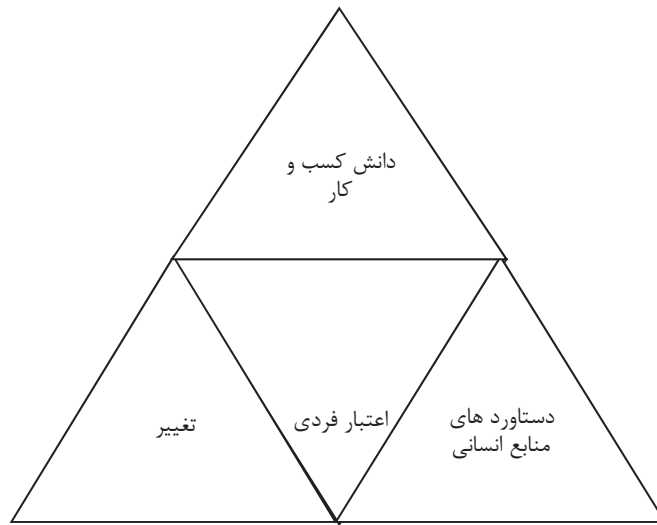 دانش کسب و
کار
دستاورد های
منابع انسانی
اعتبار فردی
تغییر